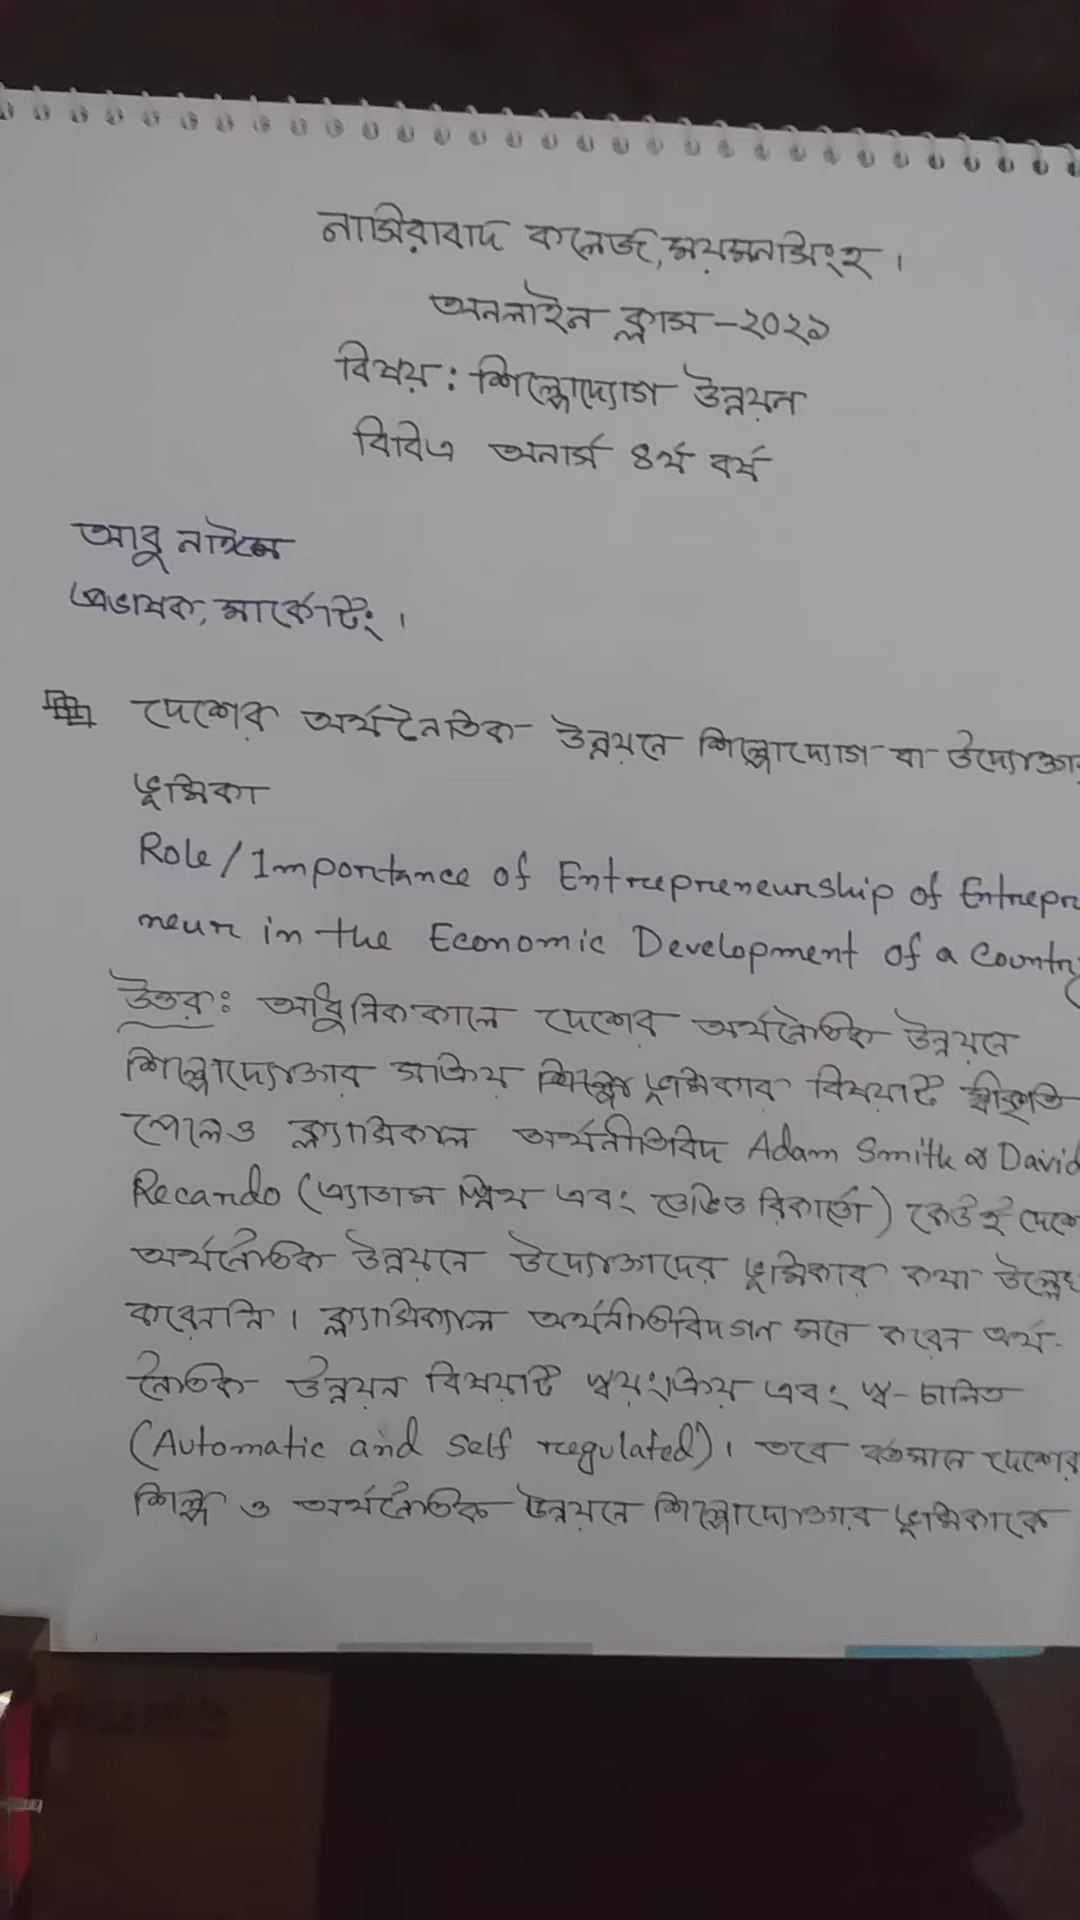 নাসিরাবাদ কলেজ, ময়মনসিংহ ।
অনলাইন ক্লাস -২০২১
বিষয় : শিল্পোদ্যোগ উন্নয়ন
বিবিএ অনার্স ৪র্থ বর্ষ
আবু নাঈম
প্রভাষক, মার্কেটিং ।
দেশের অর্থনৈতিক উন্নয়নে শিল্পোদ্যোগ বা উদ্যোক্তার
ভূমিকা
Role/Importance of Entrepreneurship of Entrepre
neur in the Economic Development of a Country
উত্তর : আধুনিককালে দেশের অর্থনৈতিক উন্নয়নে
শিল্পোদ্যোক্তার সক্রিয় ভূমিকার বিষয়টি স্বীকৃতি
পেলেও ক্ল্যাসিকাল অর্থনীতিবিদ Adam Smith & David
Recando (এ্যাডাম স্মিথ এবং ডেভিড রিকার্ডো) কেউই দেশে
অর্থনৈতিক উন্নয়নে উদ্যোক্তাদের ভূমিকার কথা উল্লেখ
করেননি । ক্ল্যাসিক্যাল অর্থনীতিবিদগন মনে করেন অর্থ-
নৈতিক উন্নয়ন বিষয়টি স্বয়ংক্রিয় এবং স্ব-চালিত
(Automatic and Self regulated) । তবে বর্তমানে দেশের
শিল্প ও অর্থনৈতিক উন্নয়নে শিল্পোদ্যোক্তার ভূমিকাকে